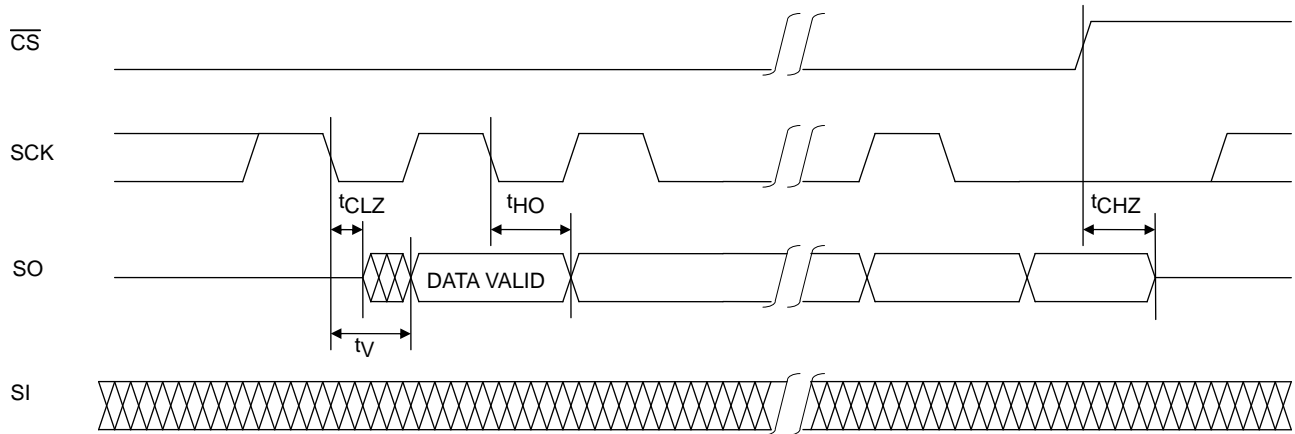 CS
SCK
tCLZ
tHO
tCHZ
SO
DATA VALID
tV
SI